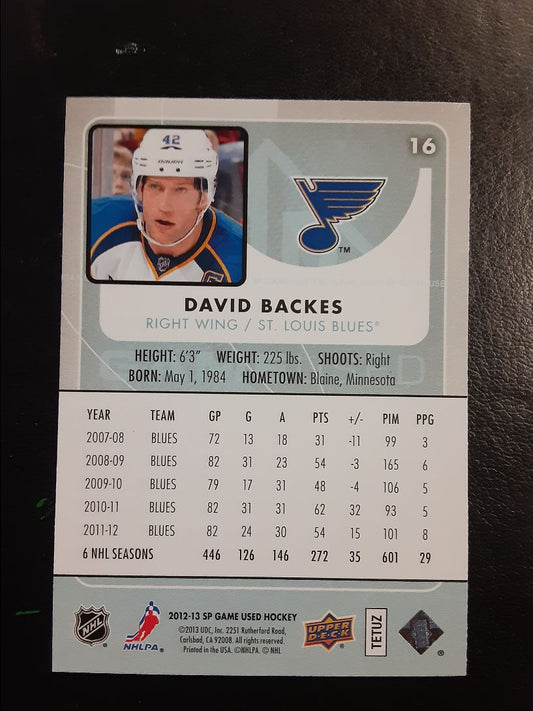 16
42
BAUER
TM
DAVID BACKES
RIGHT WING / ST. LOUIS BLUES®
HEIGHT: 6'3" WEIGHT: 225 lbs. SHOOTS: Right
BORN: May 1, 1984 HOMETOWN: Blaine, Minnesota
YEAR TEAM GP G A PTS +/- PIM PPG
2007-08 BLUES 72 13 18 31 -11 99 3
2008-09 BLUES 82 31 23 54 -3 165 6
2009-10 BLUES 79 17 31 48 -4 106 5
2010-11 BLUES 82 31 31 62 32 93 5
2011-12 BLUES 82 24 30 54 15 101 8
6 NHL SEASONS 446 126 146 272 35 601 29
2012-13 SP GAME USED HOCKEY
©2013 UDC, Inc. 2251 Rutherford Road,
Carlsbad, CA 92008. All rights reserved.
Printed in the USA. ©NHLPA. © NHL
NHL
NHLPA.
UPPER
DECK
TETUZ